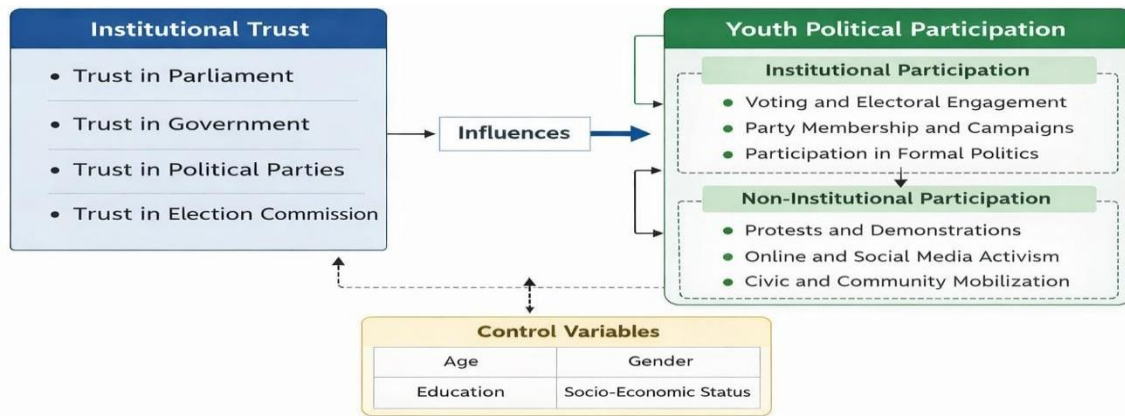 Institutional Trust
• Trust in Parliament
• Trust in Government
• Trust in Political Parties
• Trust in Election Commission
Influences
Youth Political Participation
Institutional Participation
• Voting and Electoral Engagement
• Party Membership and Campaigns
• Participation in Formal Politics
Non-Institutional Participation
• Protests and Demonstrations
• Online and Social Media Activism
• Civic and Community Mobilization
Control Variables
Age Gender
Education Socio-Economic Status